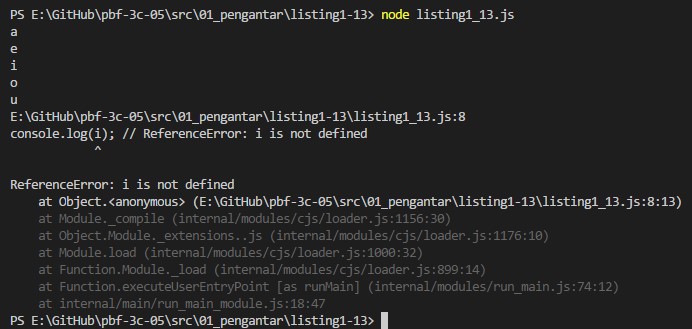 PS E:\GitHub\pbf-3c-05\src\01_pengantar\listing1-13> node listing1_13.js
a
e
i
o
u
E:\GitHub\pbf-3c-05\src\01_pengantar\listing1-13\listing1_13.js:8
console.log(i); // ReferenceError: i is not defined
            ^
ReferenceError: i is not defined
    at Object.<anonymous> (E:\GitHub\pbf-3c-05\src\01_pengantar\listing1-13\listing1_13.js:8:13)
    at Module._compile (internal/modules/cjs/loader.js:1156:30)
    at Object.Module._extensions..js (internal/modules/cjs/loader.js:1176:10)
    at Module.load (internal/modules/cjs/loader.js:1000:32)
    at Function.Module._load (internal/modules/cjs/loader.js:899:14)
    at Function.executeUserEntryPoint [as runMain] (internal/modules/run_main.js:74:12)
    at internal/main/run_main_module.js:18:47
PS E:\GitHub\pbf-3c-05\src\01_pengantar\listing1-13>